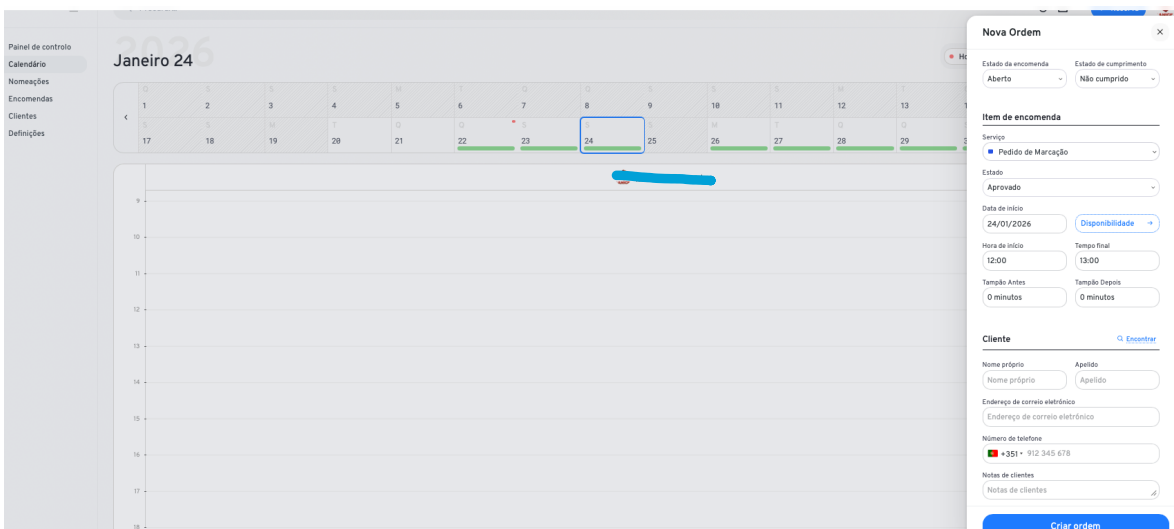 Painel de controlo
Calendário
Nomeações
Encomendas
Clientes
Definições
2026
Janeiro 24
Q S S S M T Q Q S S S M T
1 2 3 4 5 6 7 8 9 10 11 12 13
S S M T Q Q S S S M T Q Q
17 18 19 20 21 22 23 24 25 26 27 28 29
9
10
11
12
13
14
15
16
17
18
Nova Ordem
Estado da encomenda Estado de cumprimento
Aberto Não cumprido
Item de encomenda
Serviço
Pedido de Marcação
Estado
Aprovado
Data de início
24/01/2026 Disponibilidade →
Hora de início Tempo final
12:00 13:00
Tampão Antes Tampão Depois
0 minutos 0 minutos
Cliente Encontrar
Nome próprio Apelido
Nome próprio Apelido
Endereço de correio eletrónico
Endereço de correio eletrónico
Número de telefone
+351 912 345 678
Notas de clientes
Notas de clientes
Criar ordem